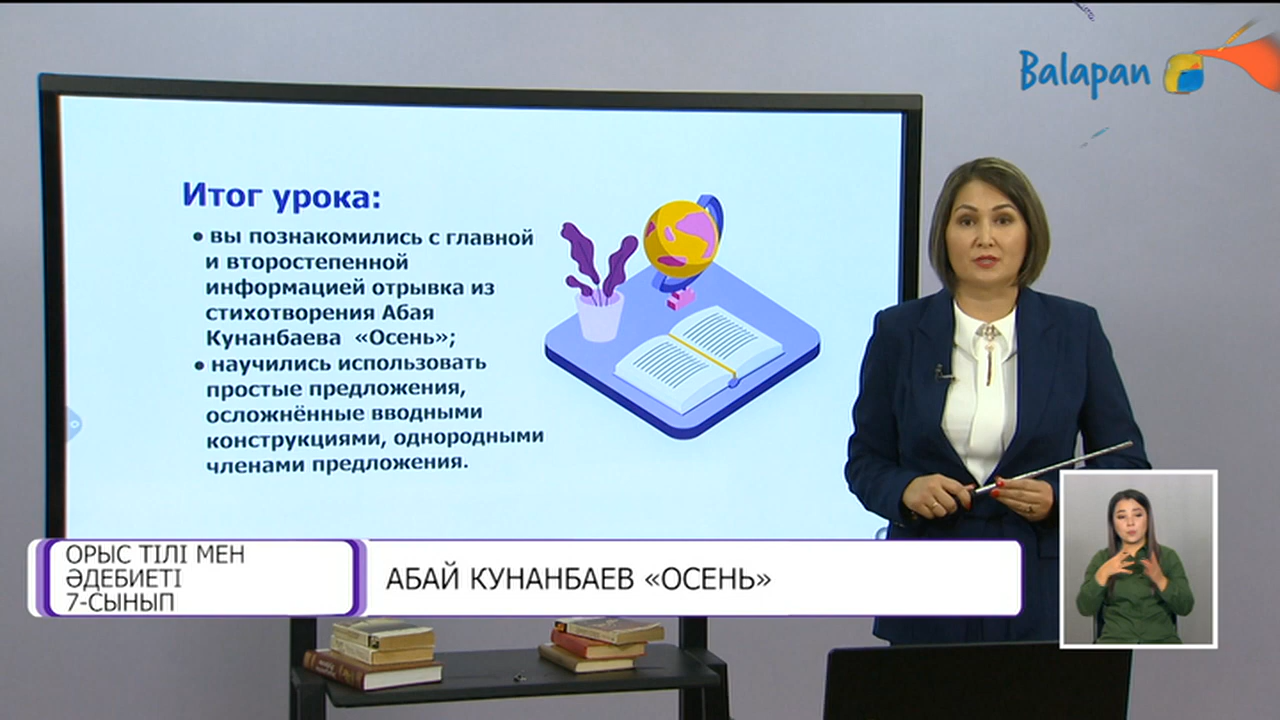 Balapan
Итог урока:
• вы познакомились с главной
и второстепенной
информацией отрывка из
стихотворения Абая
Кунанбаева «Осень»;
• научились использовать
простые предложения,
осложнённые вводными
конструкциями, однородными
членами предложения.
ОРЫС ТІЛІ МЕН
ӘДЕБИЕТІ
7-СЫНЫП
АБАЙ КУНАНБАЕВ «ОСЕНЬ»